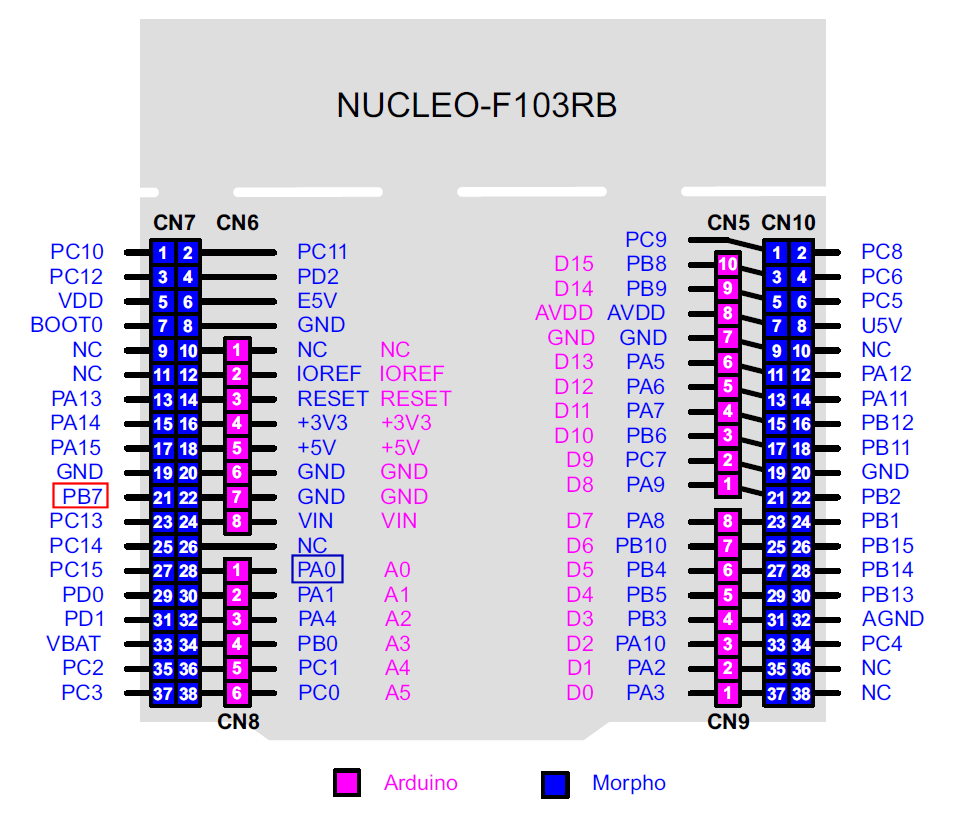 NUCLEO-F103RB
CN7 CN6 CN5 CN10
PC9
PC10 1 2 PC11 1 2 PC8
D15 PB8 10
PC12 3 4 PD2 3 4 PC6
D14 PB9 9
VDD 5 6 E5V 5 6 PC5
AVDD AVDD 8
BOOT0 7 8 GND 7 8 U5V
GND GND 7
NC 9 10 1 NC NC 9 10 NC
D13 PA5 6
NC 11 12 2 IOREF IOREF 11 12 PA12
D12 PA6 5
PA13 13 14 3 RESET RESET 13 14 PA11
D11 PA7 4
PA14 15 16 4 +3V3 +3V3 15 16 PB12
D10 PB6 3
PA15 17 18 5 +5V +5V 17 18 PB11
D9 PC7 2
GND 19 20 6 GND GND 19 20 GND
D8 PA9 1
PB7 21 22 7 GND GND 21 22 PB2
PC13 23 24 8 VIN VIN D7 PA8 8 23 24 PB1
PC14 25 26 NC D6 PB10 7 25 26 PB15
PC15 27 28 1 PA0 A0 D5 PB4 6 27 28 PB14
PD0 29 30 2 PA1 A1 D4 PB5 5 29 30 PB13
PD1 31 32 3 PA4 A2 D3 PB3 4 31 32 AGND
VBAT 33 34 4 PB0 A3 D2 PA10 3 33 34 PC4
PC2 35 36 5 PC1 A4 D1 PA2 2 35 36 NC
PC3 37 38 6 PC0 A5 D0 PA3 1 37 38 NC
CN8 CN9
Arduino Morpho